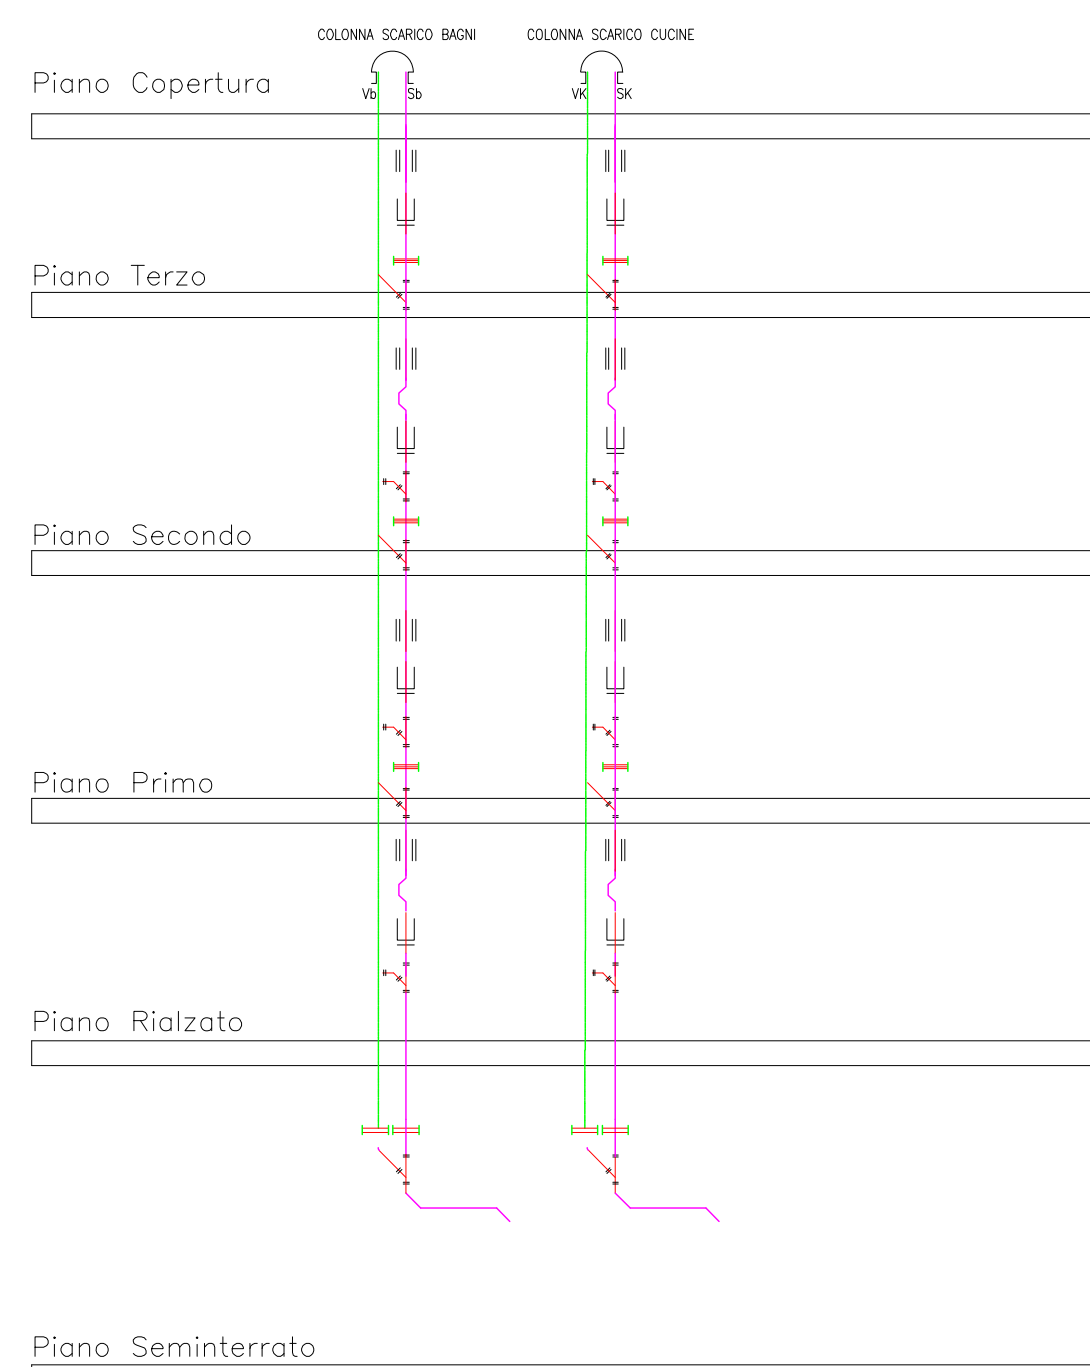 COLONNA SCARICO BAGNI
COLONNA SCARICO CUCINE
Piano Copertura
Vb
Sb
VK
SK
Piano Terzo
Piano Secondo
Piano Primo
Piano Rialzato
Piano Seminterrato